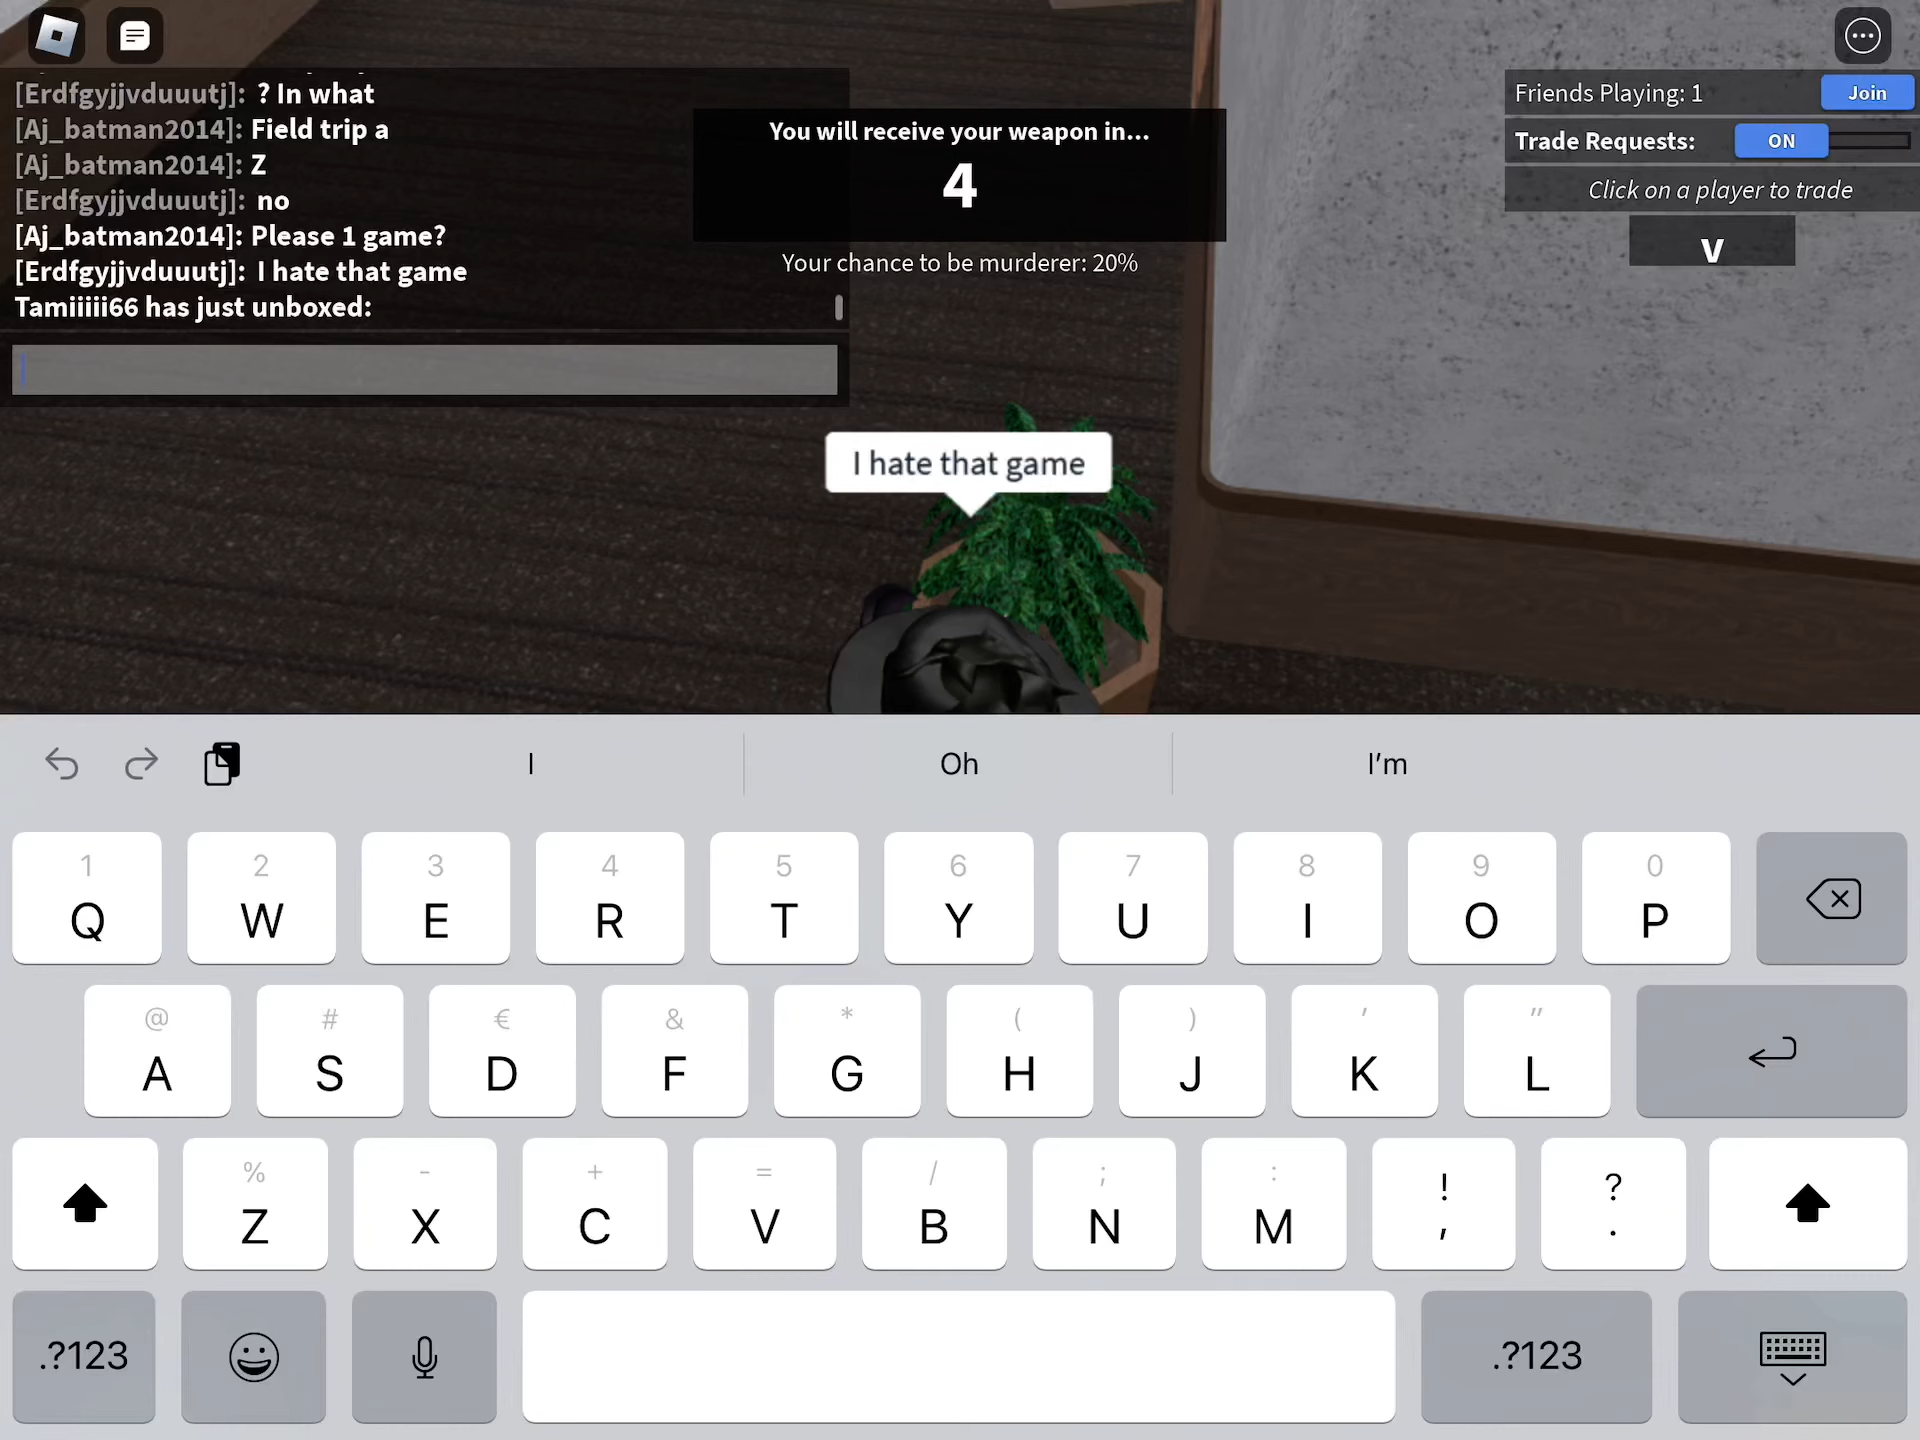 [Erdfgyjjvduuutj]: ? In what
[Aj_batman2014]: Field trip a
[Aj_batman2014]: Z
[Erdfgyjjvduuutj]: no
[Aj_batman2014]: Please 1 game?
[Erdfgyjjvduuutj]: I hate that game
Tamiiiii66 has just unboxed:
You will receive your weapon in...
4
Your chance to be murderer: 20%
Friends Playing: 1 Join
Trade Requests: ON
Click on a player to trade
V
I hate that game
I Oh I'm
1 2 3 4 5 6 7 8 9 0
Q W E R T Y U I O P
@ # € & * ( ) ' "
A S D F G H J K L
% - + = / ; : ! ?
Z X C V B N M , .
.?123 .?123